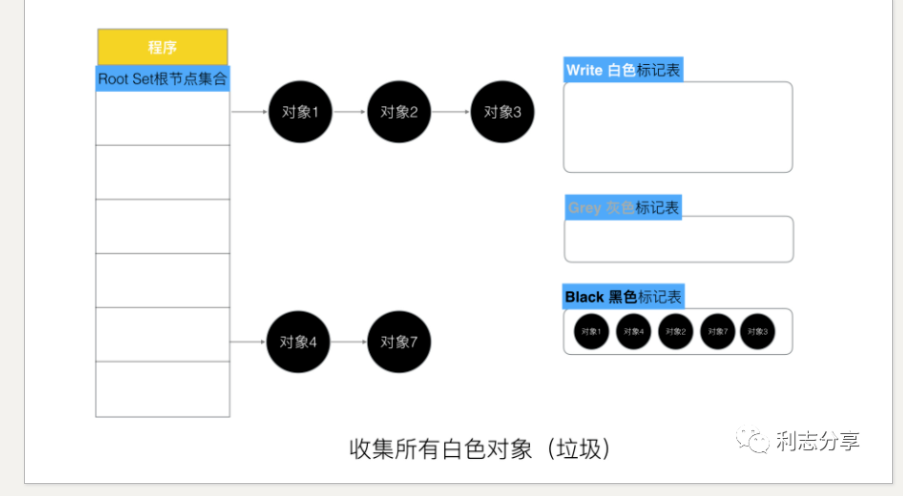 程序
Root Set根节点集合
对象1
对象2
对象3
Write 白色标记表
Grey 灰色标记表
Black 黑色标记表
对象1 对象4 对象2 对象7 对象3
对象4
对象7
收集所有白色对象（垃圾）
利志分享